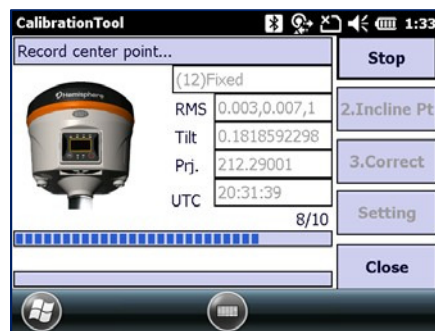 CalibrationTool 1:33
Record center point...
Stop
(12)Fixed
RMS 0.003,0.007,1
2.Incline Pt
Tilt 0.1818592298
Prj. 212.29001
3.Correct
UTC 20:31:39
8/10
Setting
Close
Hemisphere